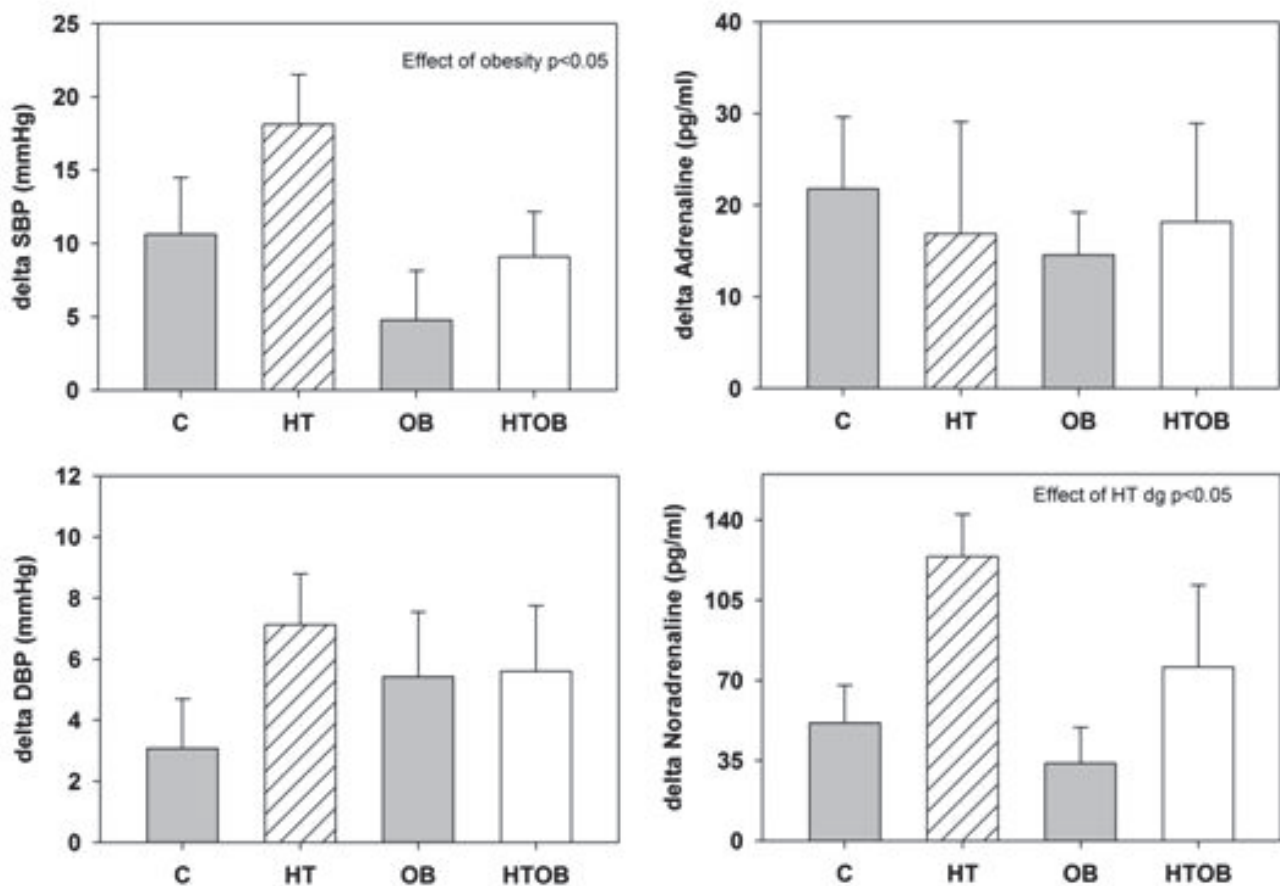 delta SBP (mmHg)
25
20
15
10
5
0
Effect of obesity p<0.05
C HT OB HTOB
delta Adrenaline (pg/ml)
40
30
20
10
0
C HT OB HTOB
delta DBP (mmHg)
12
10
8
6
4
2
0
C HT OB HTOB
delta Noradrenaline (pg/ml)
140
105
70
35
0
Effect of HT dg p<0.05
C HT OB HTOB